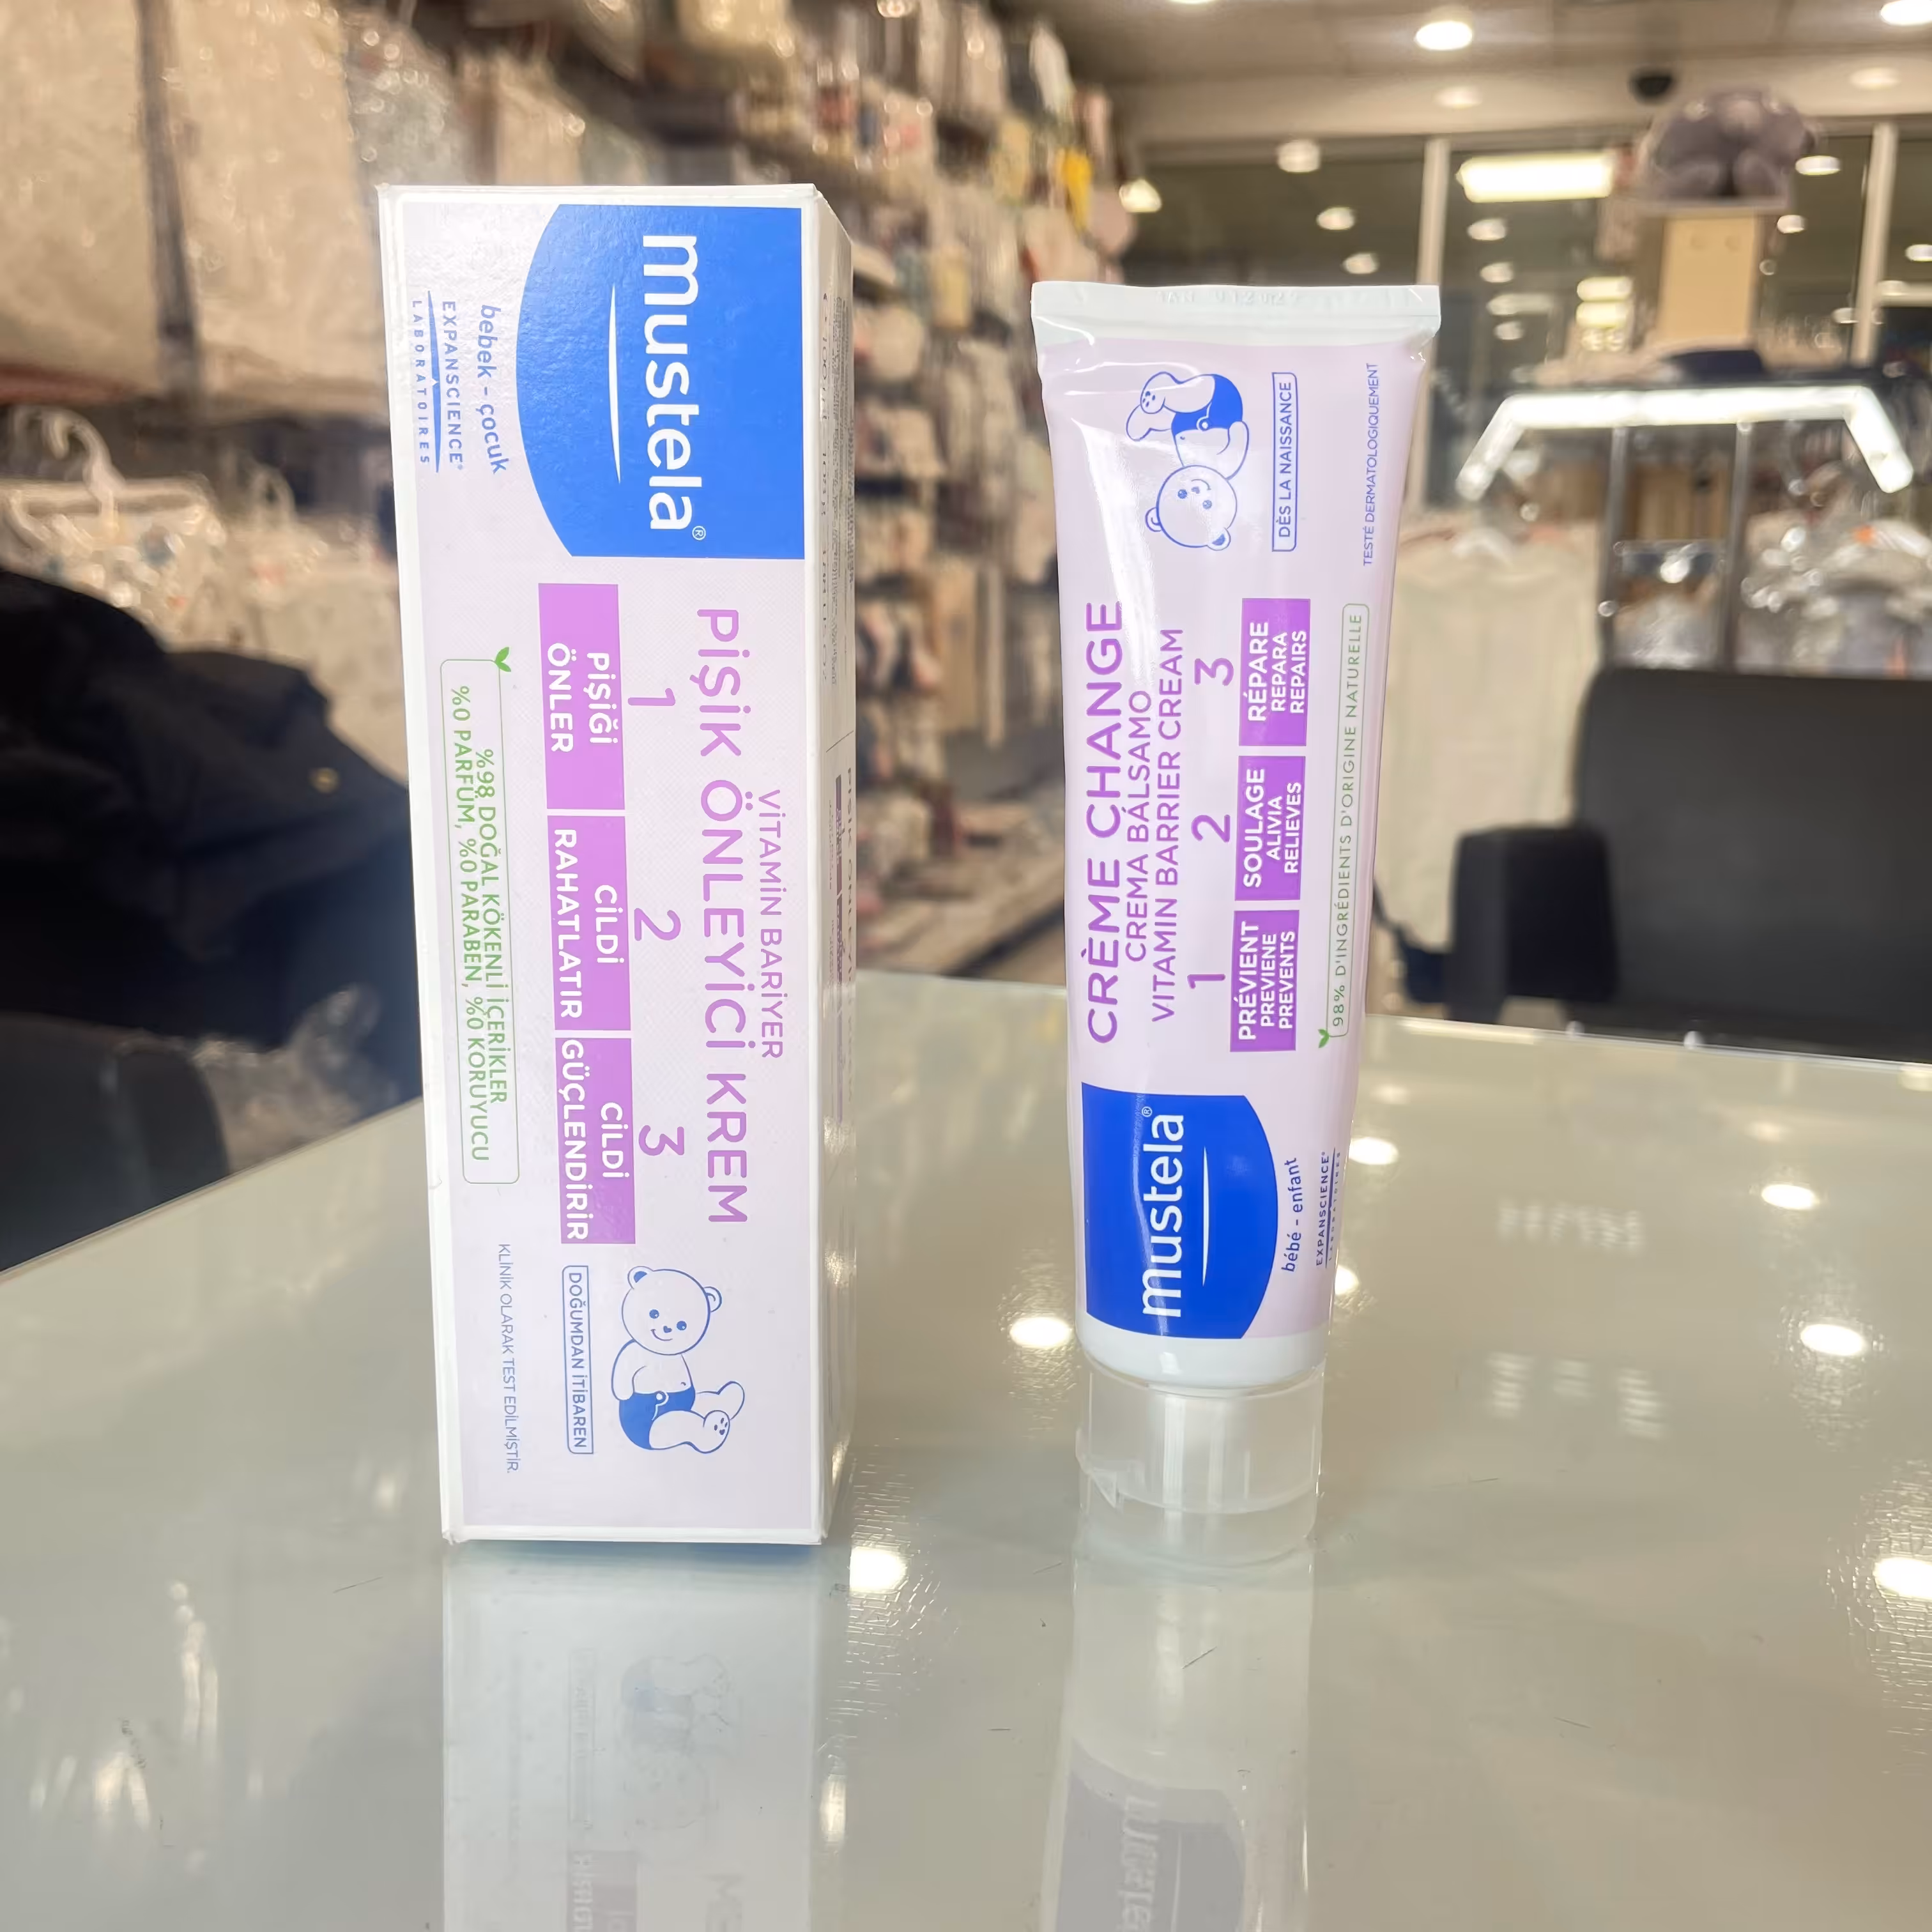 mustela®
bebek - çocuk
EXPANSCIENCE®
LABORATOIRES
VİTAMİN BARİYER
PİŞİK ÖNLEYİCİ KREM
1
PİŞİĞİ
ÖNLER
2
CİLDİ
RAHATLATIR
3
CİLDİ
GÜÇLENDİRİR
%98 DOĞAL KÖKENLİ İÇERİKLER
%0 PARFÜM, %0 PARABEN, %0 KORUYUCU
DOĞUMDAN İTİBAREN
KLİNİK OLARAK TEST EDİLMİŞTİR.
mustela®
bébé - enfant
EXPANSCIENCE®
LABORATOIRES
CRÈME CHANGE
CREMA BÁLSAMO
VITAMIN BARRIER CREAM
1
PRÉVIENT
PREVIENE
PREVENTS
2
SOULAGE
ALIVIA
RELIEVES
3
RÉPARE
REPARA
REPAIRS
98% D'INGRÉDIENTS D'ORIGINE NATURELLE
DÈS LA NAISSANCE
TESTÉ DERMATOLOGIQUEMENT